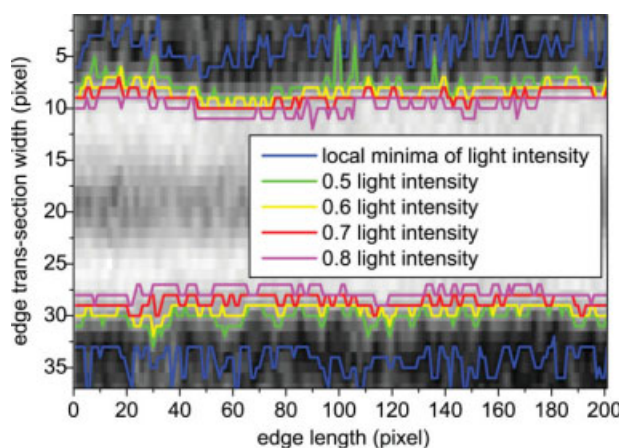 5
10
15
20
25
30
35
edge trans-section width (pixel)
local minima of light intensity
0.5 light intensity
0.6 light intensity
0.7 light intensity
0.8 light intensity
0 20 40 60 80 100 120 140 160 180 200
edge length (pixel)